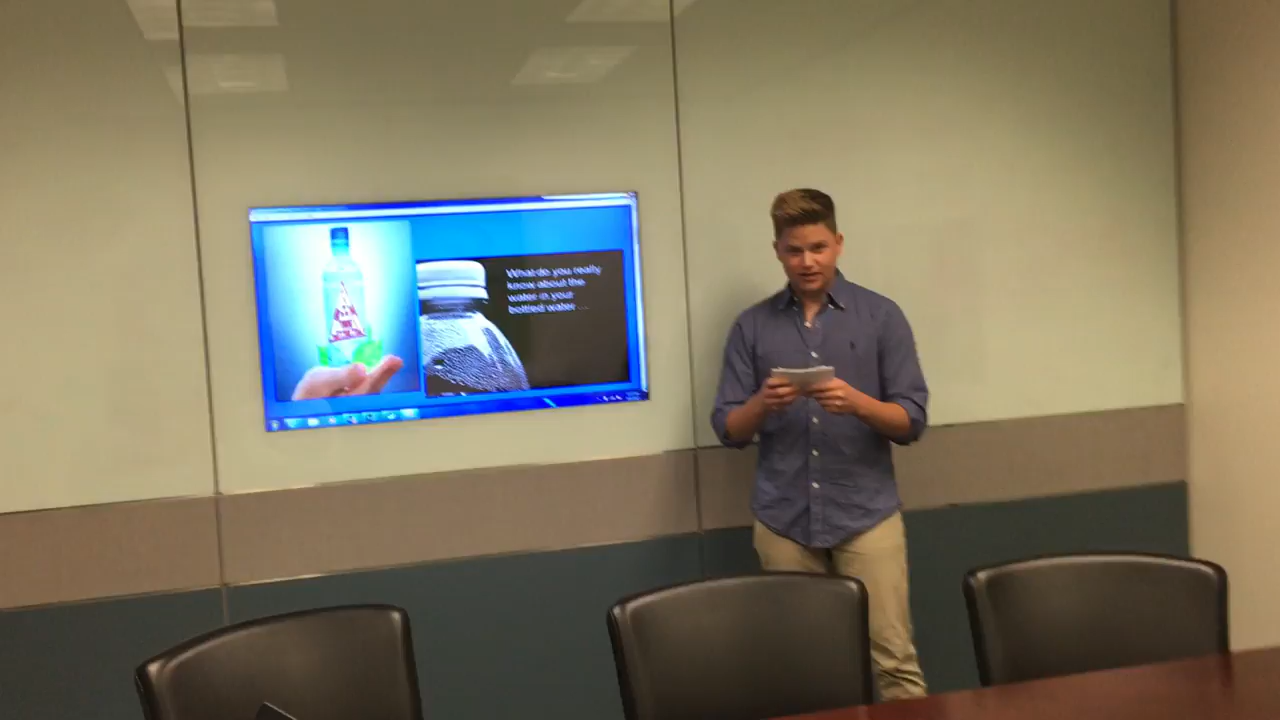 What do you really
know about the
water in your
bottled water ...